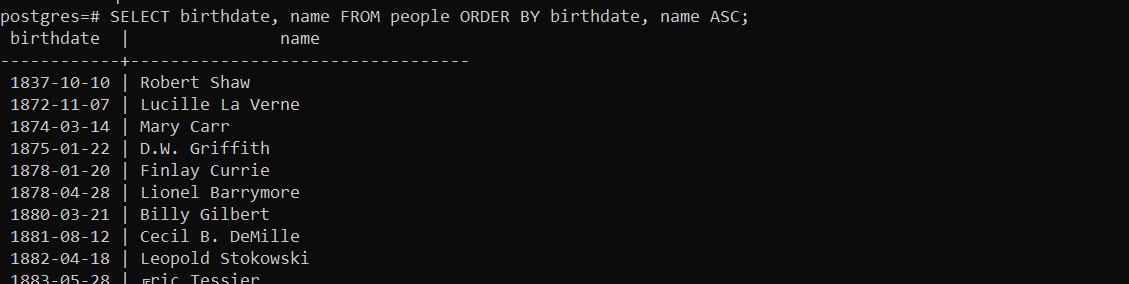 postgres=# SELECT birthdate, name FROM people ORDER BY birthdate, name ASC;
 birthdate  |               name
------------+----------------------------------
 1837-10-10 | Robert Shaw
 1872-11-07 | Lucille La Verne
 1874-03-14 | Mary Carr
 1875-01-22 | D.W. Griffith
 1878-01-20 | Finlay Currie
 1878-04-28 | Lionel Barrymore
 1880-03-21 | Billy Gilbert
 1881-08-12 | Cecil B. DeMille
 1882-04-18 | Leopold Stokowski
 1883-05-28 | Tessier